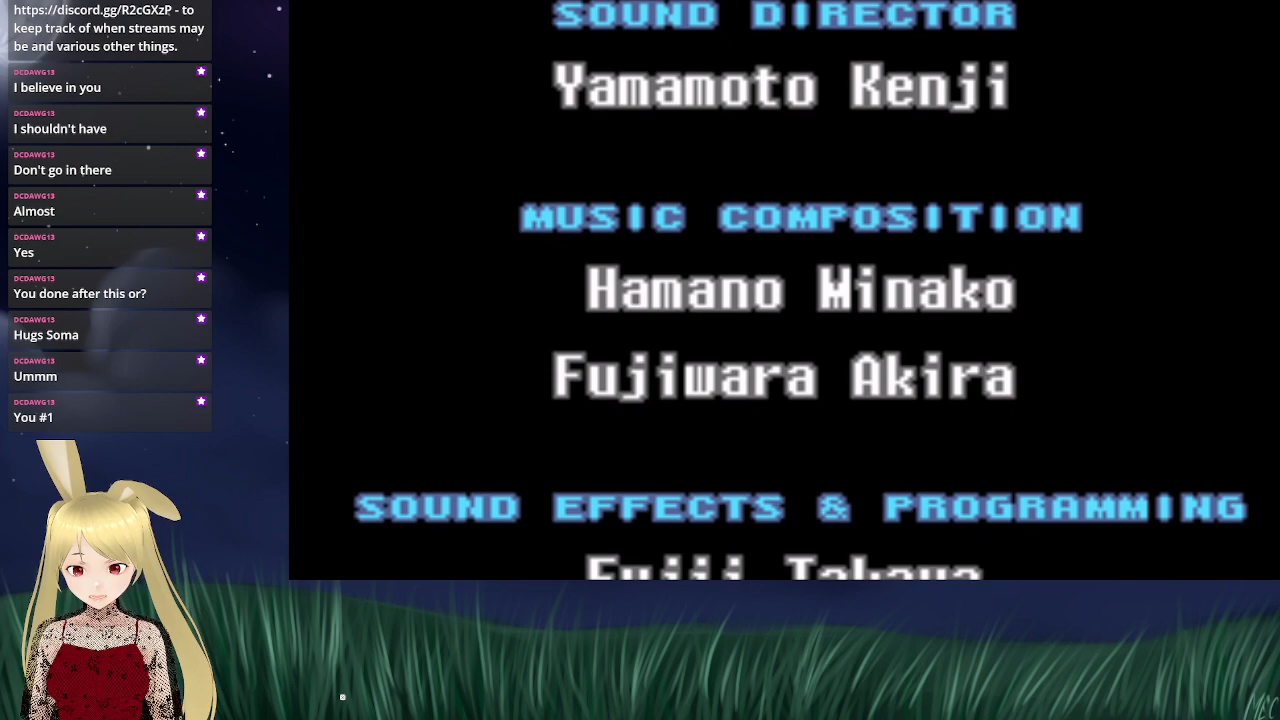 https://discord.gg/R2cGXzP - to
keep track of when streams may
be and various other things.
DCDAWG13
I believe in you
DCDAWG13
I shouldn't have
DCDAWG13
Don't go in there
DCDAWG13
Almost
DCDAWG13
Yes
DCDAWG13
You done after this or?
DCDAWG13
Hugs Soma
DCDAWG13
Ummm
DCDAWG13
You #1
SOUND DIRECTOR
Yamamoto Kenji
MUSIC COMPOSITION
Hamano Minako
Fujiwara Akira
SOUND EFFECTS & PROGRAMMING